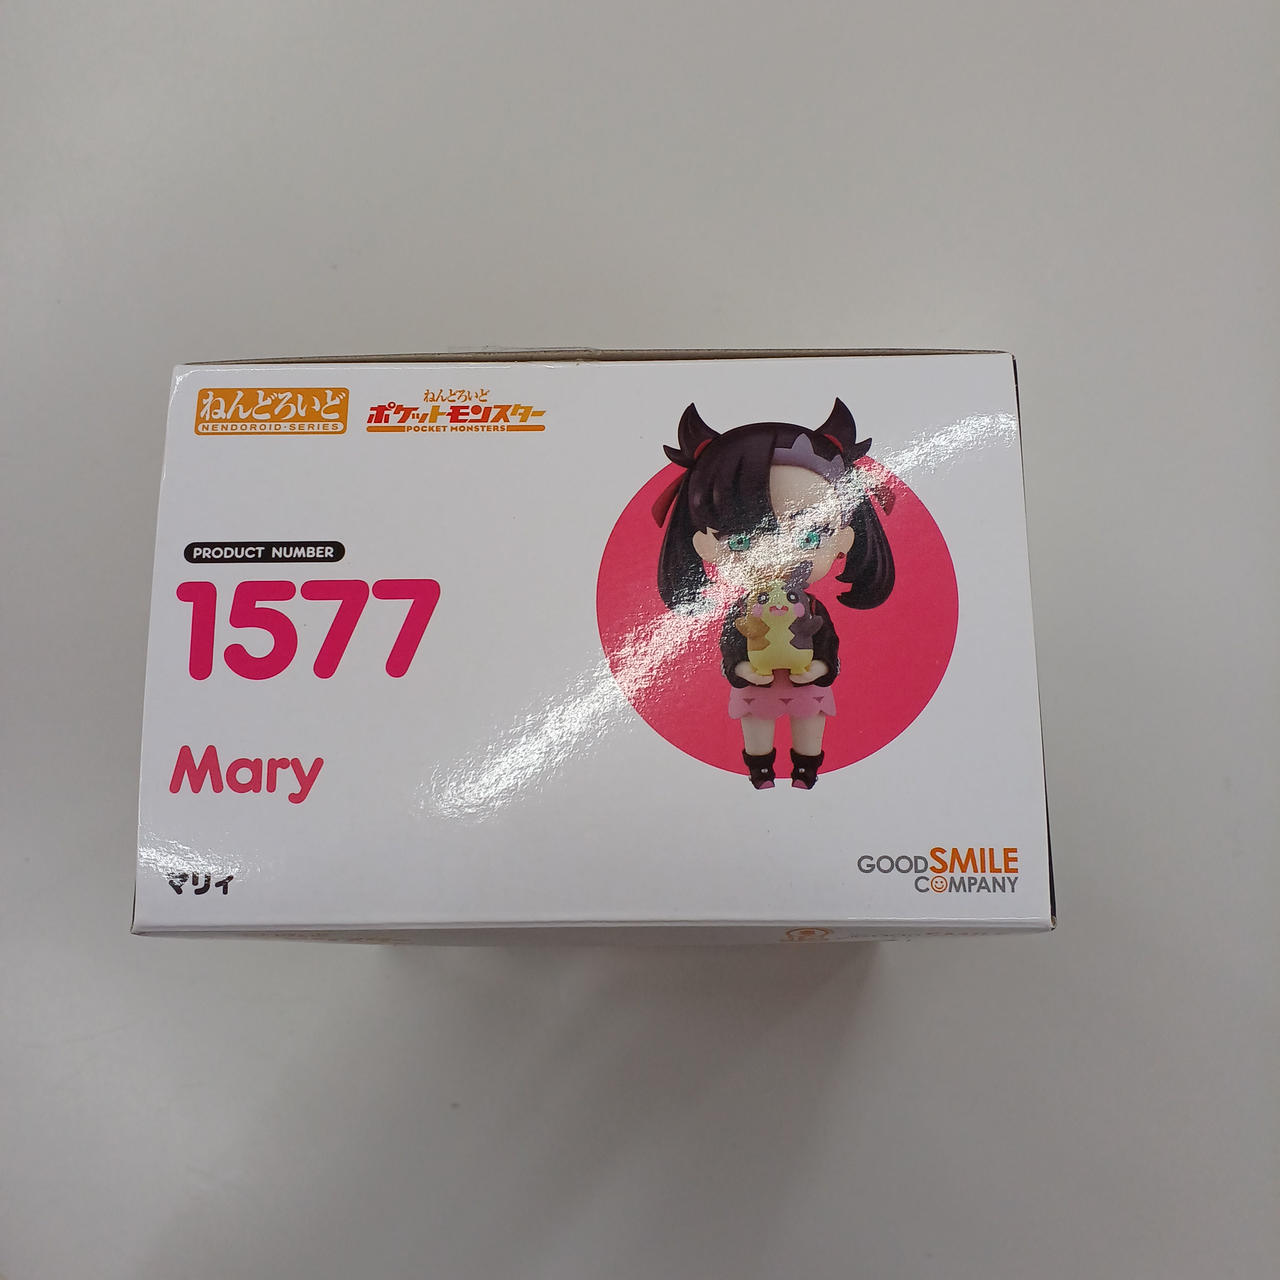 ねんどろいど
NENDOROID・SERIES
ねんどろいど
ポケットモンスター
POCKET MONSTERS
PRODUCT NUMBER
1577
Mary
マリィ
GOODSMILE
COMPANY